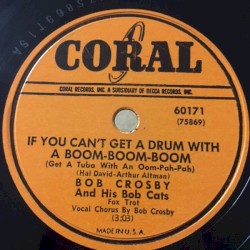 CORAL
CORAL RECORDS, INC. A SUBSIDIARY OF DECCA RECORDS, INC.
60171
(75869)
IF YOU CAN'T GET A DRUM WITH
A BOOM-BOOM-BOOM
(Get A Tuba With An Oom-Pah-Pah)
(Hal David-Arthur Altman)
BOB CROSBY
And His Bob Cats
Fox Trot
Vocal Chorus By Bob Crosby
(3:03)
MADE IN U.S.A.